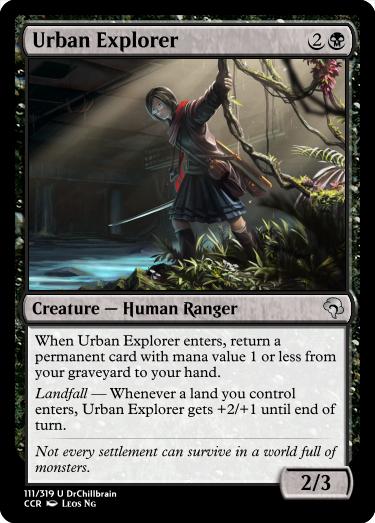 Urban Explorer 2
Creature — Human Ranger
When Urban Explorer enters, return a
permanent card with mana value 1 or less from
your graveyard to your hand.
Landfall — Whenever a land you control
enters, Urban Explorer gets +2/+1 until end of
turn.
Not every settlement can survive in a world full of
monsters.
2/3
111/319 U DrChillbrain
CCR Leos Ng